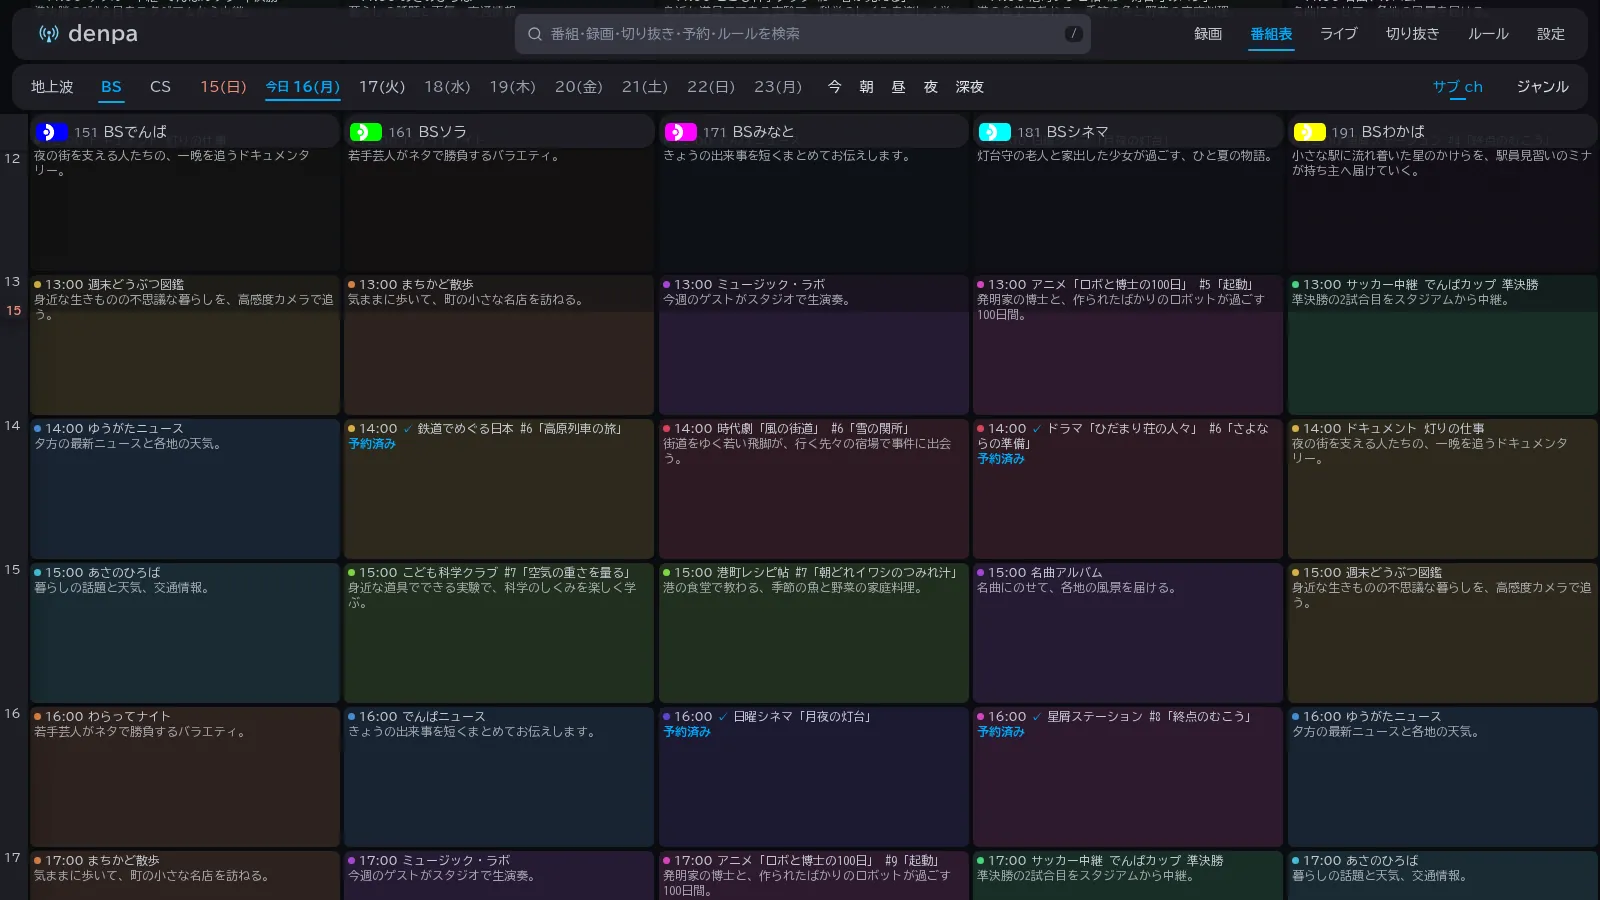 denpa
番組・録画・切り抜き・予約・ルールを検索
/
録画
番組表
ライブ
切り抜き
ルール
設定
地上波
BS
CS
15(日)
今日 16(月)
17(火)
18(水)
19(木)
20(金)
21(土)
22(日)
23(月)
今
朝
昼
夜
深夜
サブ ch
ジャンル
151 BSでんぱ
161 BSソラ
171 BSみなと
181 BSシネマ
191 BSわかば
12
夜の街を支える人たちの、一晩を追うドキュメンタ
リー。
若手芸人がネタで勝負するバラエティ。
きょうの出来事を短くまとめてお伝えします。
灯台守の老人と家出した少女が過ごす、ひと夏の物語。
小さな駅に流れ着いた星のかけらを、駅員見習いのミナ
が持ち主へ届けていく。
13
15
13:00 週末どうぶつ図鑑
身近な生きものの不思議な暮らしを、高感度カメラで追
う。
13:00 まちかど散歩
気ままに歩いて、町の小さな名店を訪ねる。
13:00 ミュージック・ラボ
今週のゲストがスタジオで生演奏。
13:00 アニメ「ロボと博士の100日」 #5「起動」
発明家の博士と、作られたばかりのロボットが過ごす
100日間。
13:00 サッカー中継 でんぱカップ 準決勝
準決勝の2試合目をスタジアムから中継。
14
14:00 ゆうがたニュース
夕方の最新ニュースと各地の天気。
14:00 ✓ 鉄道でめぐる日本 #6「高原列車の旅」
予約済み
14:00 時代劇「風の街道」 #6「雪の関所」
街道をゆく若い飛脚が、行く先々の宿場で事件に出会
う。
14:00 ✓ ドラマ「ひだまり荘の人々」 #6「さよな
らの準備」
予約済み
14:00 ドキュメント 灯りの仕事
夜の街を支える人たちの、一晩を追うドキュメンタ
リー。
15
15:00 あさのひろば
暮らしの話題と天気、交通情報。
15:00 こども科学クラブ #7「空気の重さを量る」
身近な道具でできる実験で、科学のしくみを楽しく学
ぶ。
15:00 港町レシピ帖 #7「朝どれイワシのつみれ汁」
港の食堂で教わる、季節の魚と野菜の家庭料理。
15:00 名曲アルバム
名曲にのせて、各地の風景を届ける。
15:00 週末どうぶつ図鑑
身近な生きものの不思議な暮らしを、高感度カメラで追
う。
16
16:00 わらってナイト
若手芸人がネタで勝負するバラエティ。
16:00 でんぱニュース
きょうの出来事を短くまとめてお伝えします。
16:00 ✓ 日曜シネマ「月夜の灯台」
予約済み
16:00 ✓ 星屑ステーション #8「終点のむこう」
予約済み
16:00 ゆうがたニュース
夕方の最新ニュースと各地の天気。
17
17:00 まちかど散歩
気ままに歩いて、町の小さな名店を訪ねる。
17:00 ミュージック・ラボ
今週のゲストがスタジオで生演奏。
17:00 アニメ「ロボと博士の100日」 #9「起動」
発明家の博士と、作られたばかりのロボットが過ごす
100日間。
17:00 サッカー中継 でんぱカップ 準決勝
準決勝の2試合目をスタジアムから中継。
17:00 あさのひろば
暮らしの話題と天気、交通情報。